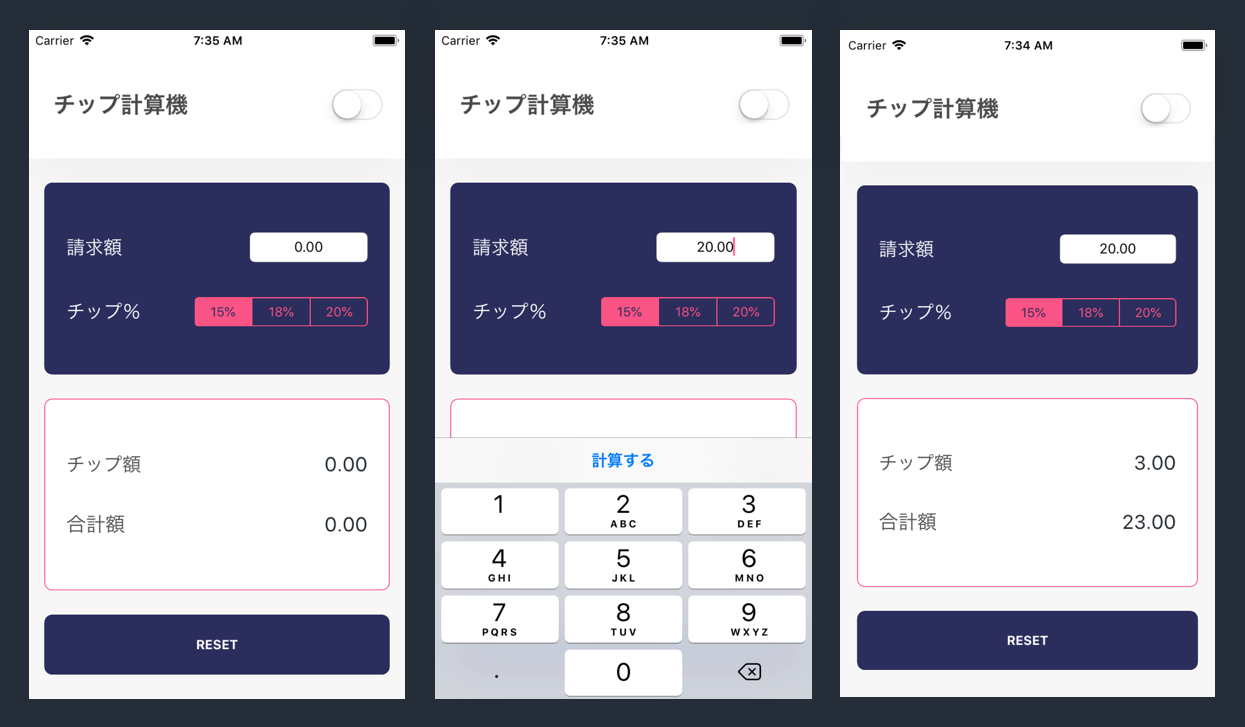 Carrier 7:35 AM
チップ計算機
請求額 0.00
チップ% 15% 18% 20%
チップ額 0.00
合計額 0.00
RESET
Carrier 7:35 AM
チップ計算機
請求額 20.00
チップ% 15% 18% 20%
計算する
1 2 3
ABC DEF
4 5 6
GHI JKL MNO
7 8 9
PQRS TUV WXYZ
. 0
Carrier 7:34 AM
チップ計算機
請求額 20.00
チップ% 15% 18% 20%
チップ額 3.00
合計額 23.00
RESET